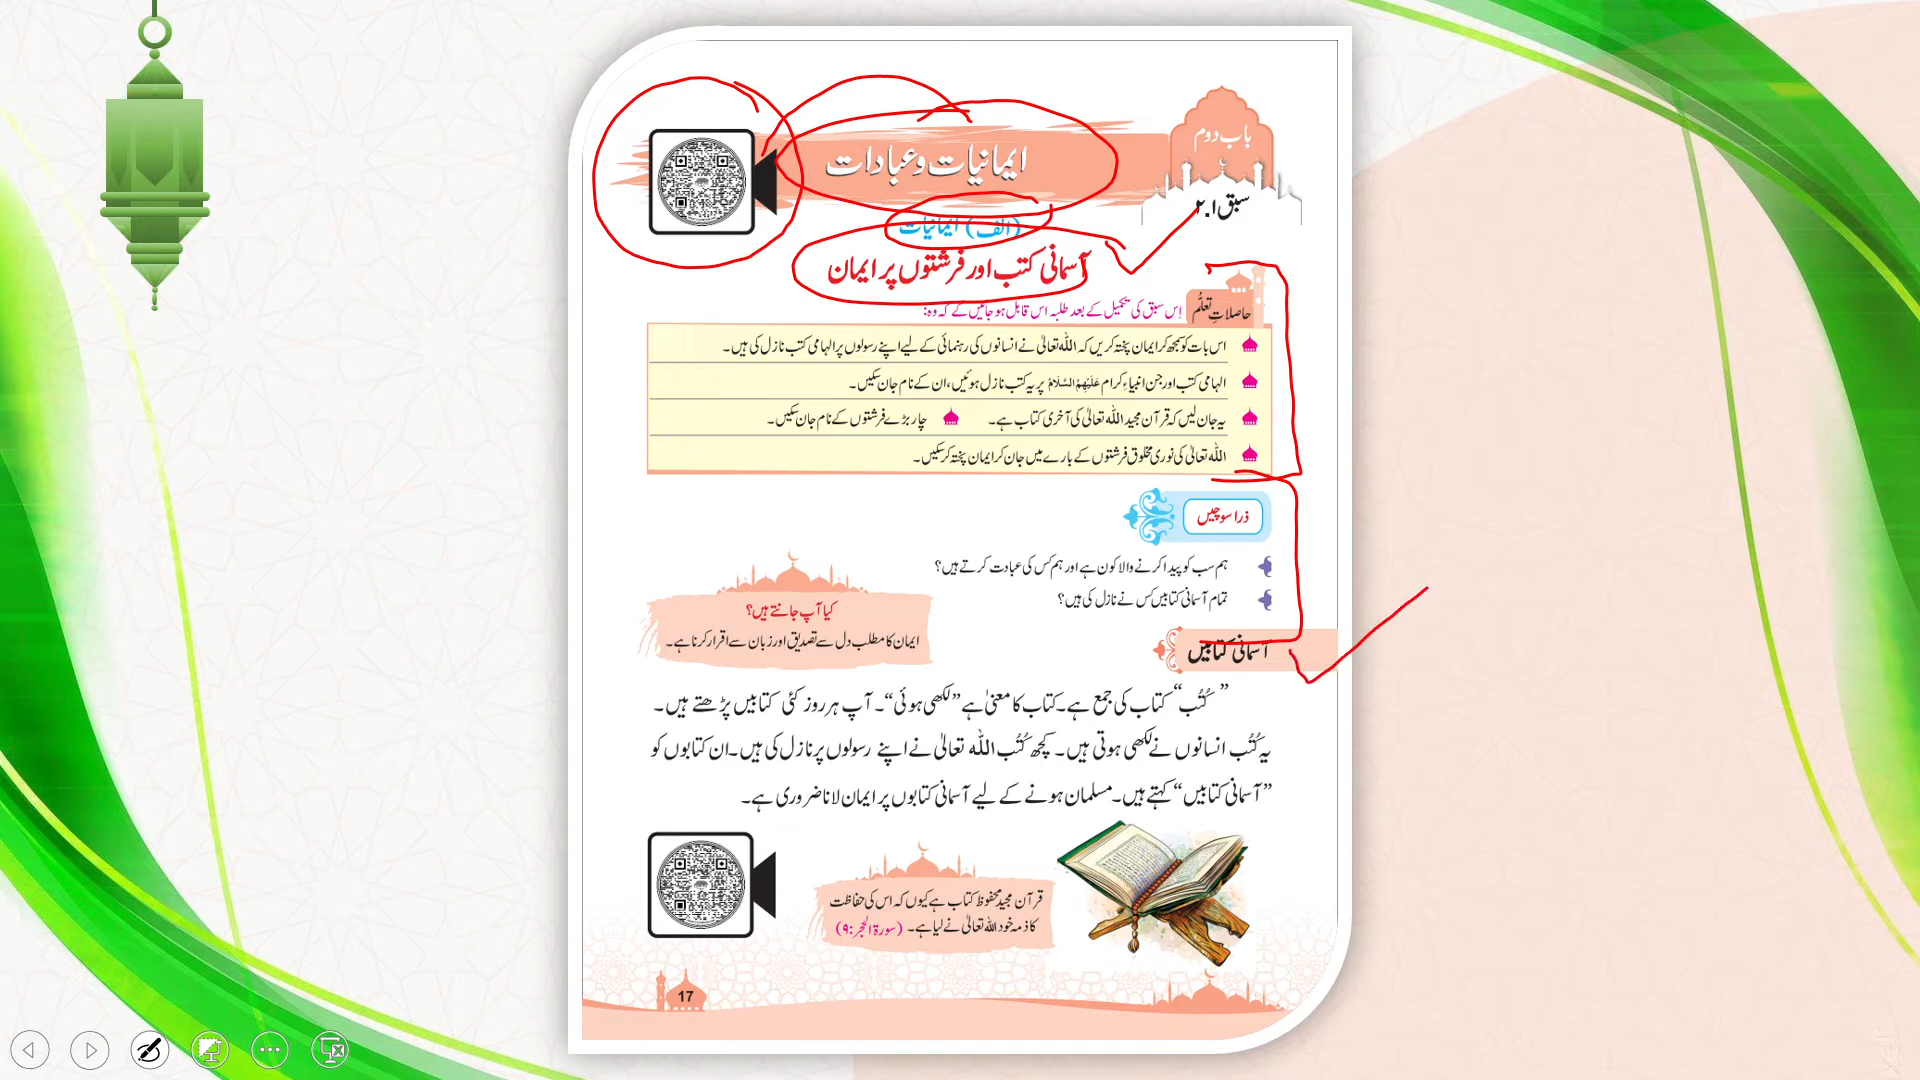 باب دوم
سبق ۲.۱
ایمانیات و عبادات
(الف) ایمانیات
آسمانی کتب اور فرشتوں پر ایمان
حاصلاتِ تعلّم
اِس سبق کی تکمیل کے بعد طلبہ اس قابل ہو جائیں گے کہ وہ:
اس بات کو سمجھ کر ایمان پختہ کریں کہ اللہ تعالیٰ نے انسانوں کی رہنمائی کے لیے اپنے رسولوں پر الہامی کتب نازل کی ہیں۔
الہامی کتب اور جن انبیاءِ کرام عَلَيْهِمُ السَّلَامُ پر یہ کتب نازل ہوئیں، ان کے نام جان سکیں۔
یہ جان لیں کہ قرآن مجید اللہ تعالیٰ کی آخری کتاب ہے۔ چار بڑے فرشتوں کے نام جان سکیں۔
اللہ تعالیٰ کی نوری مخلوق فرشتوں کے بارے میں جان کر ایمان پختہ کر سکیں۔
ذرا سوچیں
ہم سب کو پیدا کرنے والا کون ہے اور ہم کس کی عبادت کرتے ہیں؟
تمام آسمانی کتابیں کس نے نازل کی ہیں؟
کیا آپ جانتے ہیں؟
ایمان کا مطلب دل سے تصدیق اور زبان سے اقرار کرنا ہے۔
آسمانی کتابیں
”کُتُب“ کتاب کی جمع ہے۔ کتاب کا معنیٰ ہے ”لکھی ہوئی“۔ آپ ہر روز کئی کتابیں پڑھتے ہیں۔
یہ کُتُب انسانوں نے لکھی ہوتی ہیں۔ کچھ کُتُب اللہ تعالیٰ نے اپنے رسولوں پر نازل کی ہیں۔ ان کتابوں کو
”آسمانی کتابیں“ کہتے ہیں۔ مسلمان ہونے کے لیے آسمانی کتابوں پر ایمان لانا ضروری ہے۔
قرآن مجید محفوظ کتاب ہے کیوں کہ اس کی حفاظت
کا ذمہ خود اللہ تعالیٰ نے لیا ہے۔ (سورۃ الحجر:۹)
17